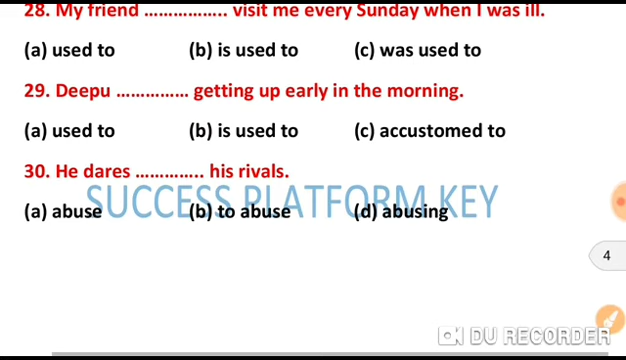 28. My friend ................ visit me every Sunday when I was ill.
(a) used to (b) is used to (c) was used to
29. Deepu .............. getting up early in the morning.
(a) used to (b) is used to (c) accustomed to
30. He dares ............. his rivals.
SUCCESS PLATFORM KEY
(a) abuse (b) to abuse (d) abusing
4
DU RECORDER